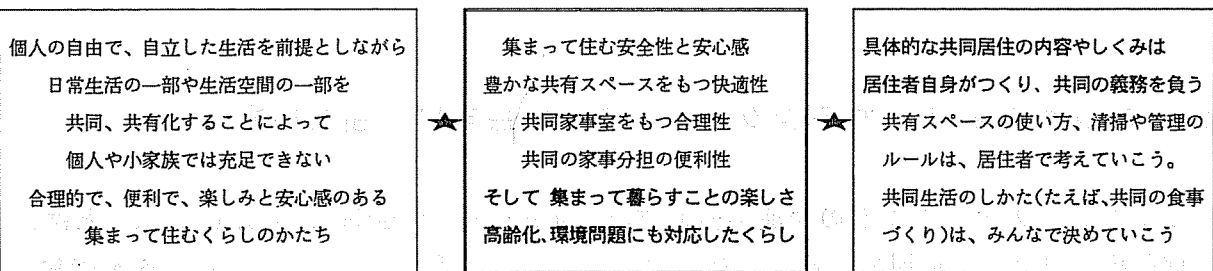 個人の自由で、自立した生活を前提としながら
日常生活の一部や生活空間の一部を
共同、共有化することによって
個人や小家族では充足できない
合理的で、便利で、楽しみと安心感のある
集まって住むくらしのかたち
集まって住む安全性と安心感
豊かな共有スペースをもつ快適性
共同家事室をもつ合理性
共同の家事分担の便利性
そして 集まって暮らすことの楽しさ
高齢化、環境問題にも対応したくらし
具体的な共同居住の内容やしくみは
居住者自身がつくり、共同の義務を負う
共有スペースの使い方、清掃や管理の
ルールは、居住者で考えていこう。
共同生活のしかた(たとえば、共同の食事
づくり)は、みんなで決めていこう